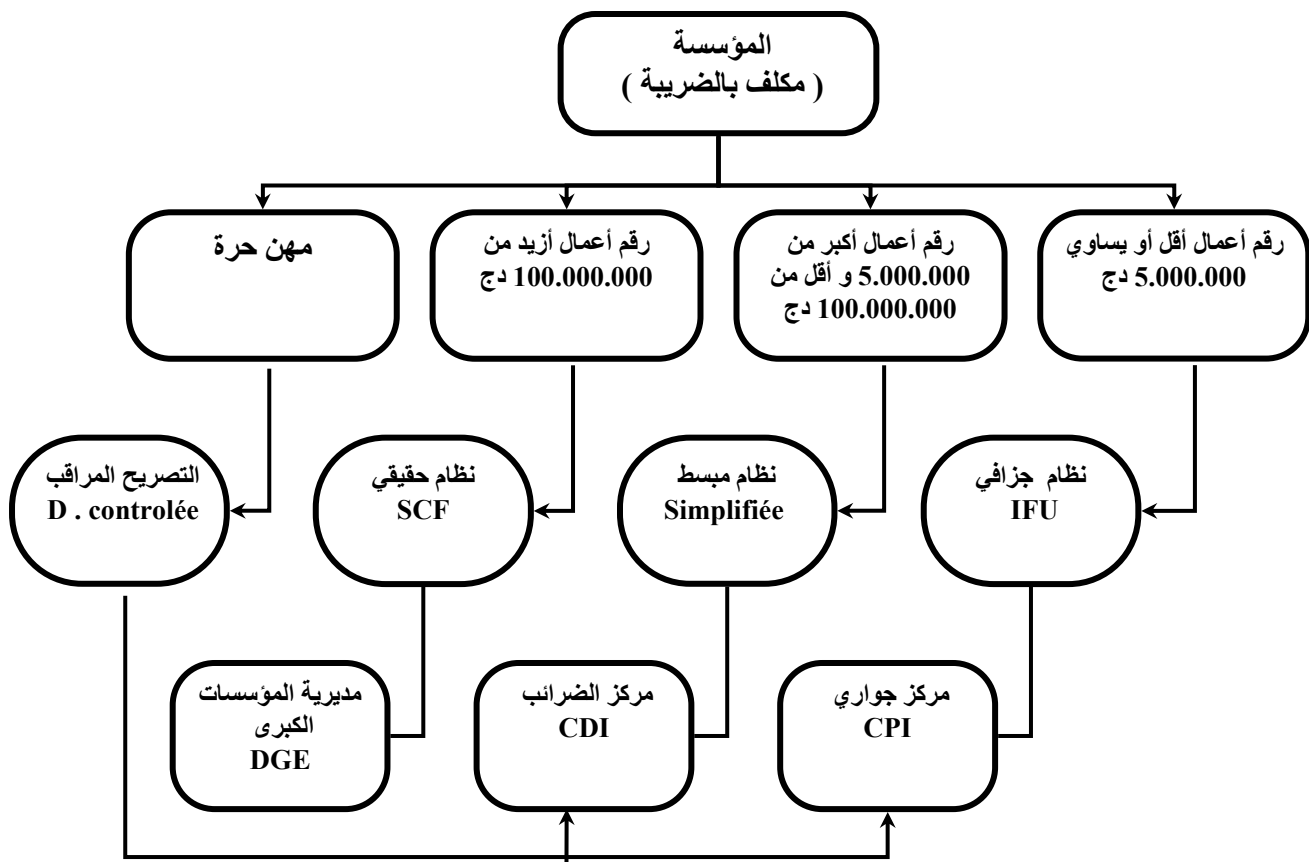 المؤسسة
( مكلف بالضريبة )
رقم أعمال أقل أو يساوي
5.000.000 دج
رقم أعمال أكبر من
5.000.000 و أقل من
100.000.000 دج
رقم أعمال أزيد من
100.000.000 دج
مهن حرة
نظام جزافي
IFU
نظام مبسط
Simplifiée
نظام حقيقي
SCF
التصريح المراقب
D . controlée
مركز جواري
CPI
مركز الضرائب
CDI
مديرية المؤسسات
الكبرى
DGE